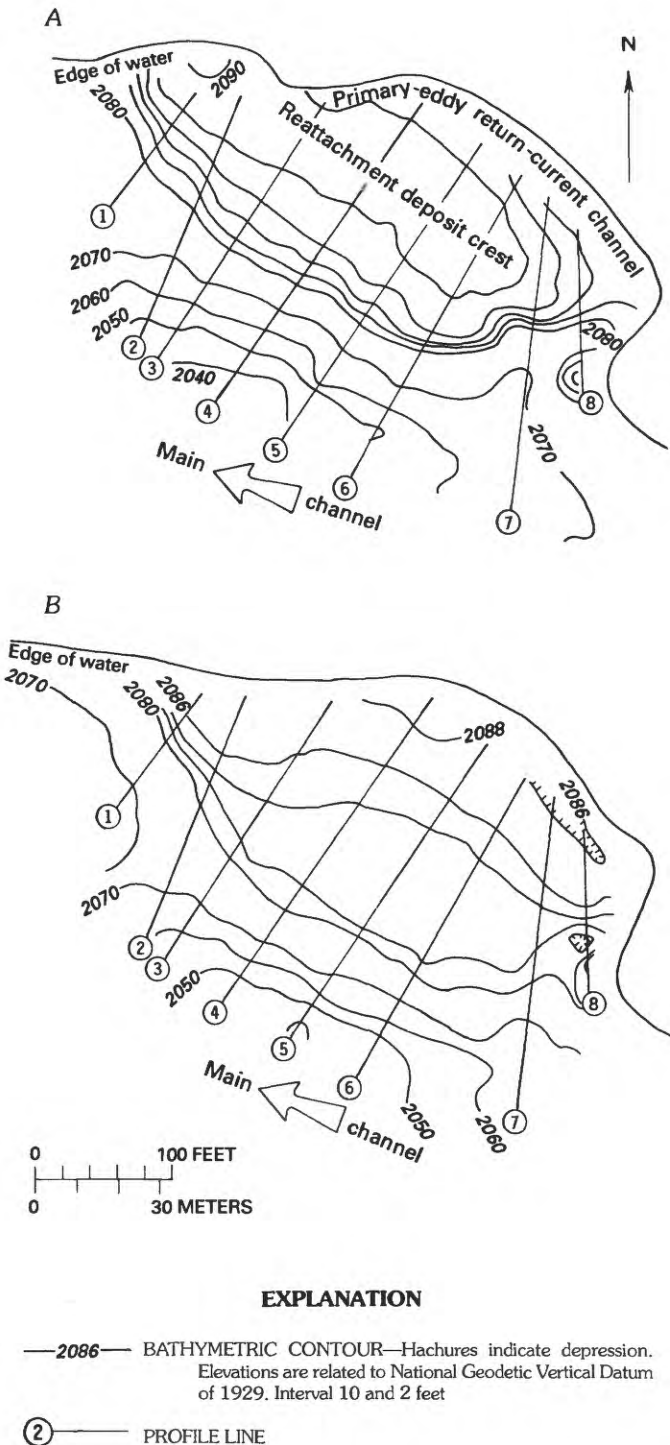 A
N
Edge of water
2090
2080
Primary-eddy return-current channel
Reattachment deposit crest
1
2070
2060
2050
2080
2
3
2040
8
4
2070
5
Main channel
6
7
B
Edge of water
2070
2086
2080
2088
2086
1
2070
2
3
2050
8
4
5
Main channel
6
2050
2060
7
0 100 FEET
0 30 METERS
EXPLANATION
2086 BATHYMETRIC CONTOUR—Hachures indicate depression.
Elevations are related to National Geodetic Vertical Datum
of 1929. Interval 10 and 2 feet
2 PROFILE LINE